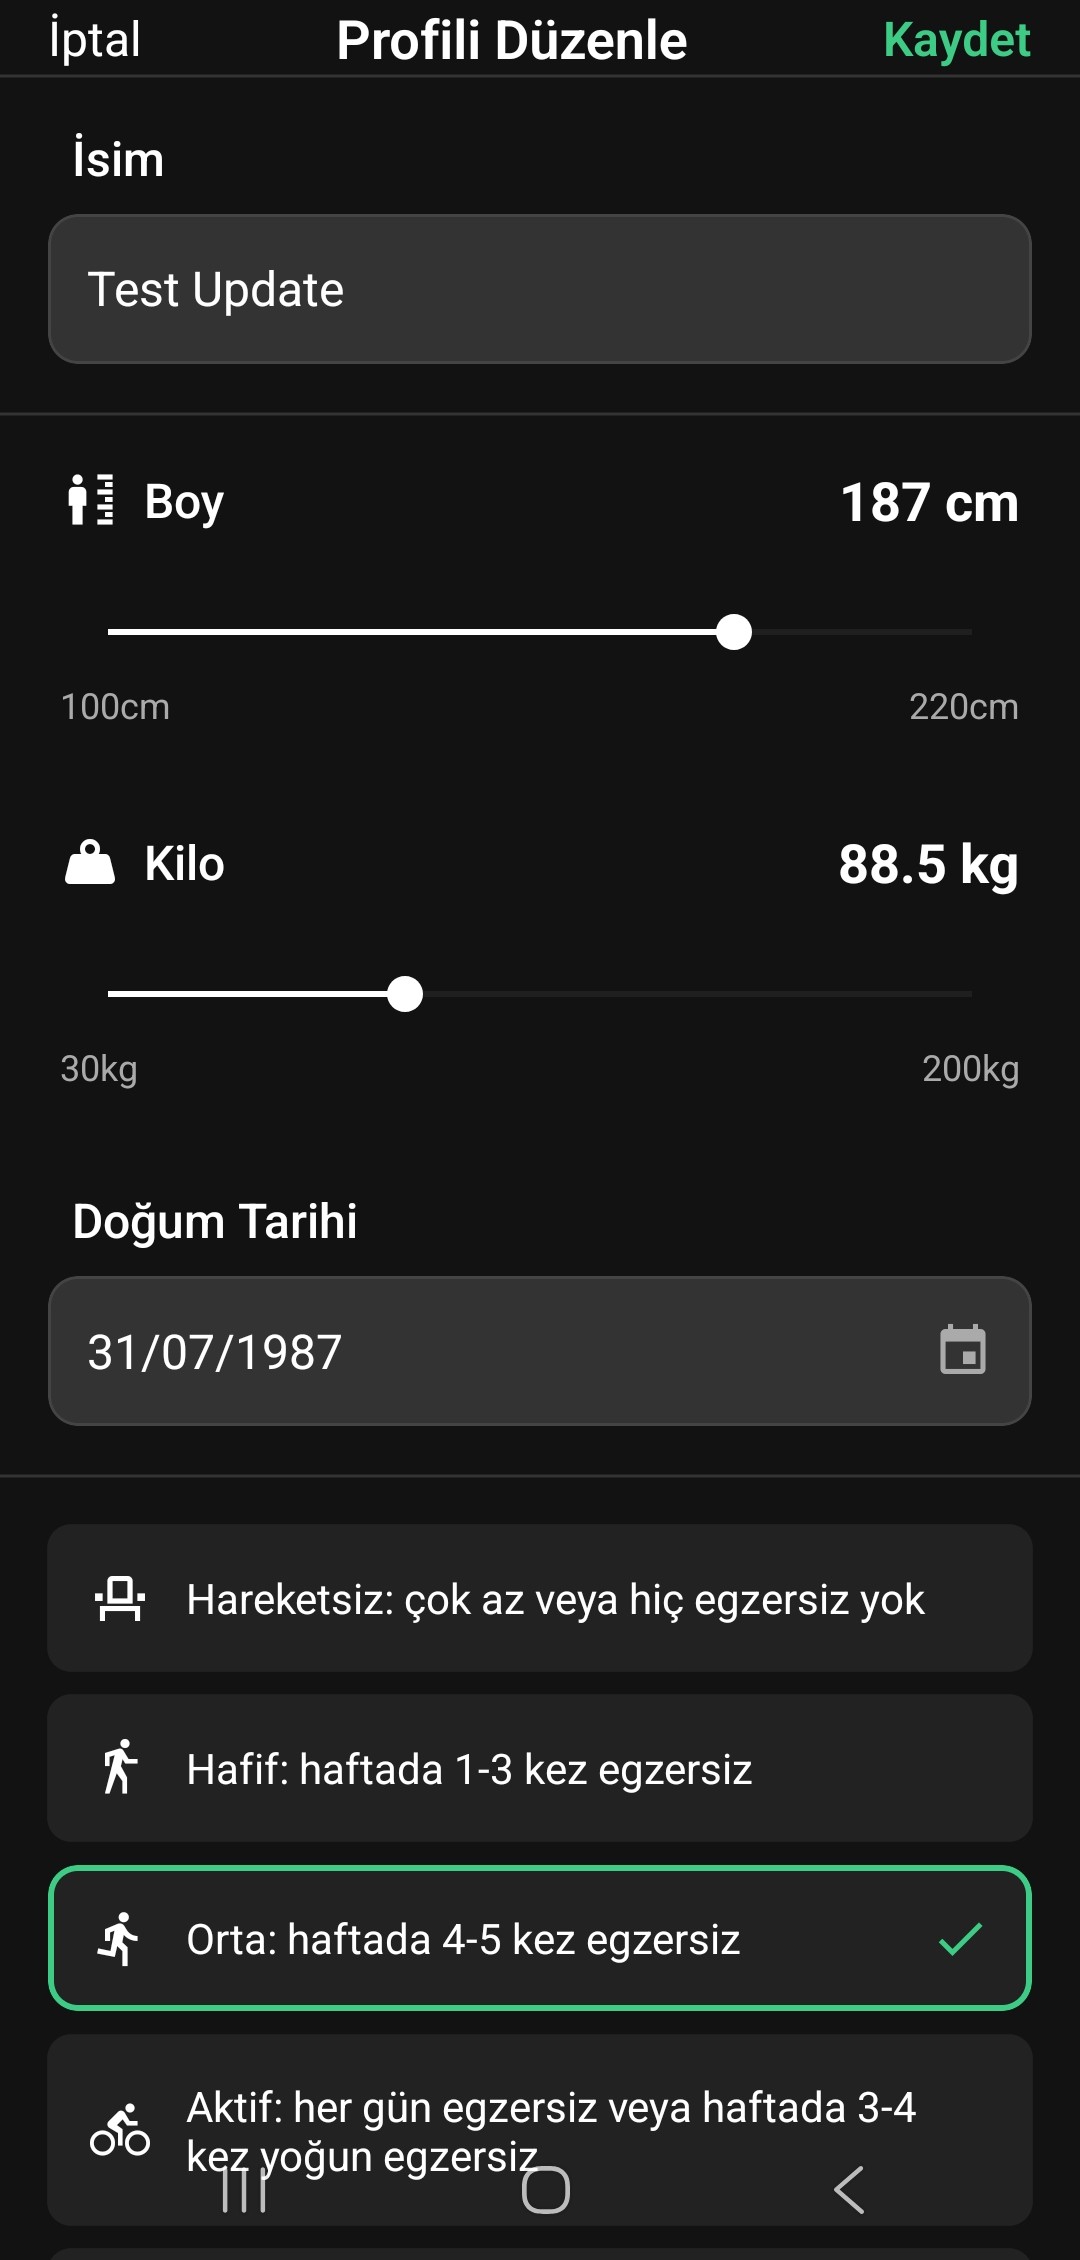 İptal Profili Düzenle Kaydet
İsim
Test Update
Boy 187 cm
100cm 220cm
Kilo 88.5 kg
30kg 200kg
Doğum Tarihi
31/07/1987
Hareketsiz: çok az veya hiç egzersiz yok
Hafif: haftada 1-3 kez egzersiz
Orta: haftada 4-5 kez egzersiz
Aktif: her gün egzersiz veya haftada 3-4
kez yoğun egzersiz